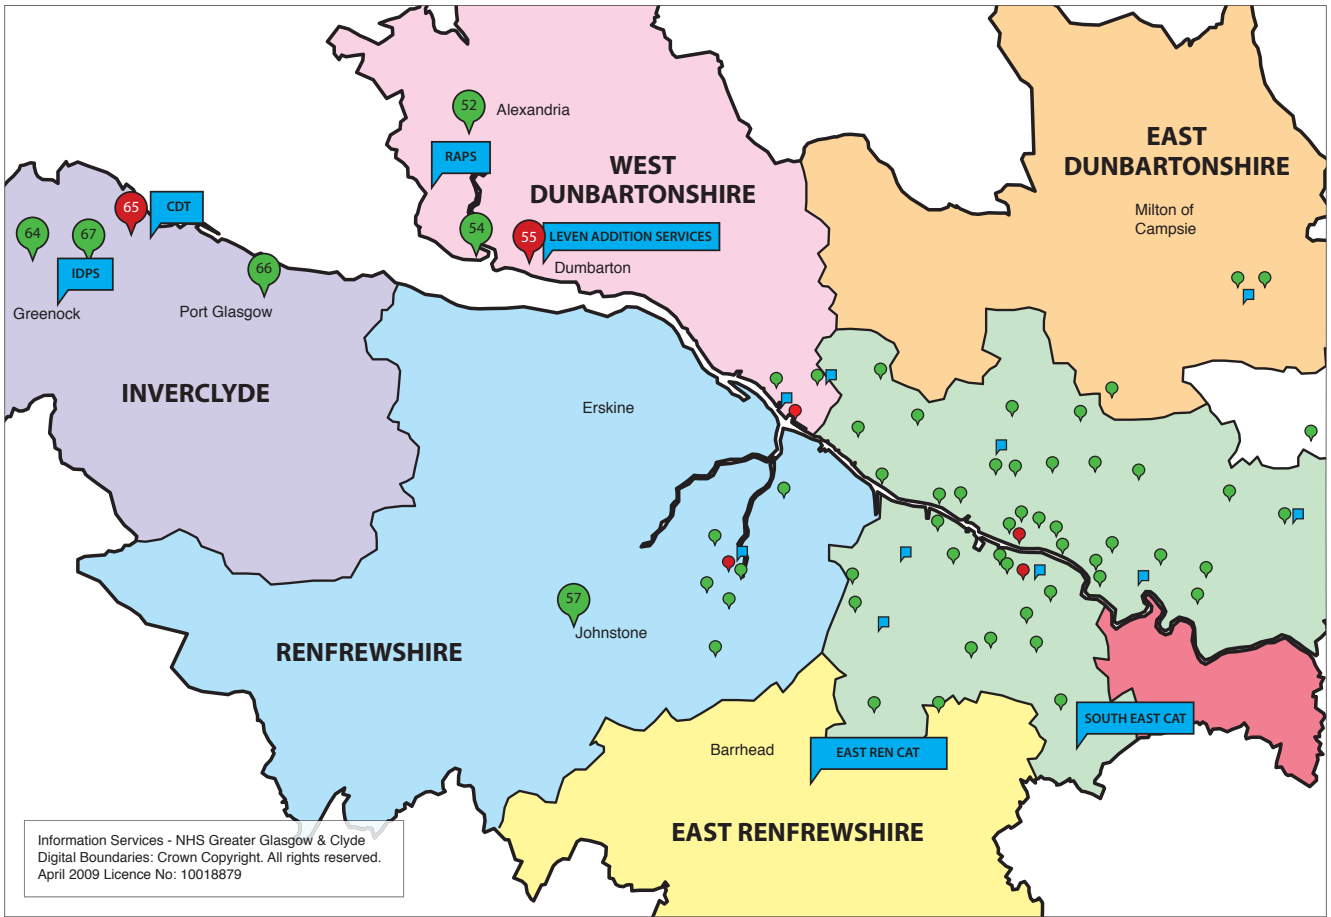 52
Alexandria
RAPS
WEST
DUNBARTONSHIRE
EAST
DUNBARTONSHIRE
Milton of
Campsie
65
CDT
64
67
54
55
LEVEN ADDITION SERVICES
Dumbarton
IDPS
66
Greenock
Port Glasgow
INVERCLYDE
Erskine
57
Johnstone
RENFREWSHIRE
SOUTH EAST CAT
Barrhead
EAST REN CAT
EAST RENFREWSHIRE
Information Services - NHS Greater Glasgow & Clyde
Digital Boundaries: Crown Copyright. All rights reserved.
April 2009 Licence No: 10018879